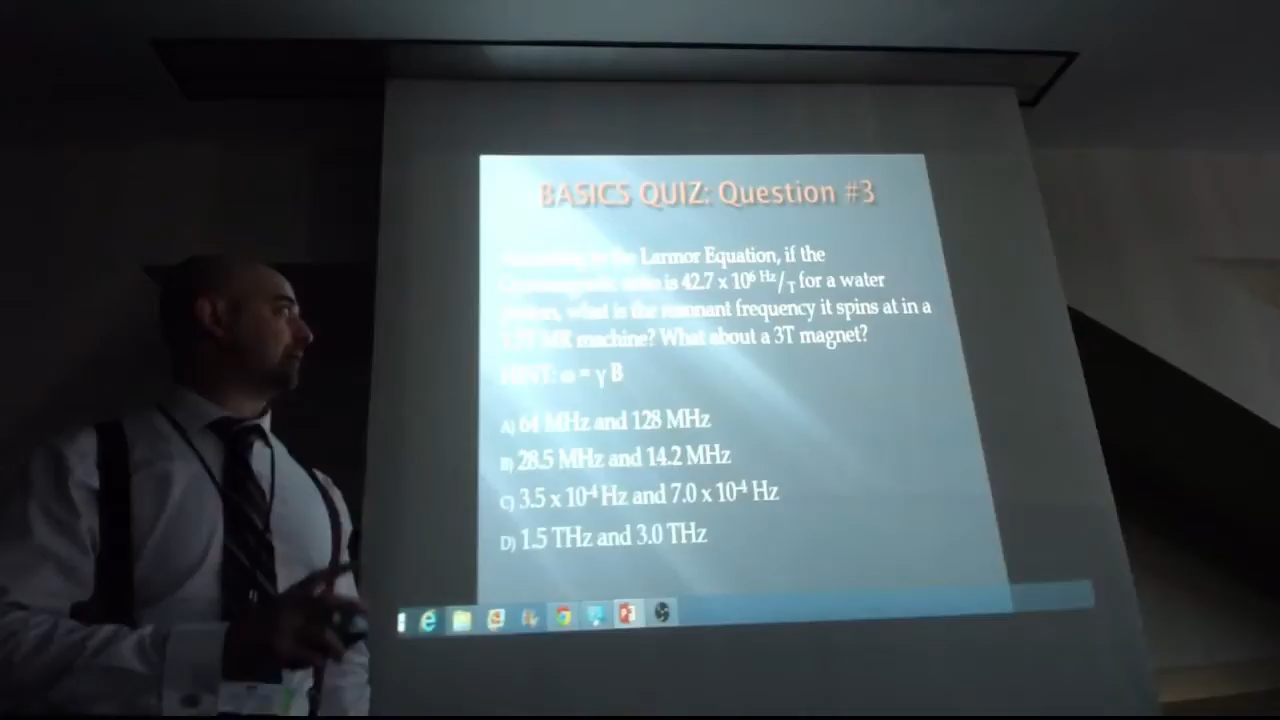 BASICS QUIZ: Question #3
Larmor Equation, if the
is 42.7 x 10⁶ Hz/T for a water
what is the resonnant frequency it spins at in a
MR machine? What about a 3T magnet?
HINT: ω = γ B
A) 64 MHz and 128 MHz
B) 28.5 MHz and 14.2 MHz
C) 3.5 x 10⁻⁴ Hz and 7.0 x 10⁻⁴ Hz
D) 1.5 THz and 3.0 THz